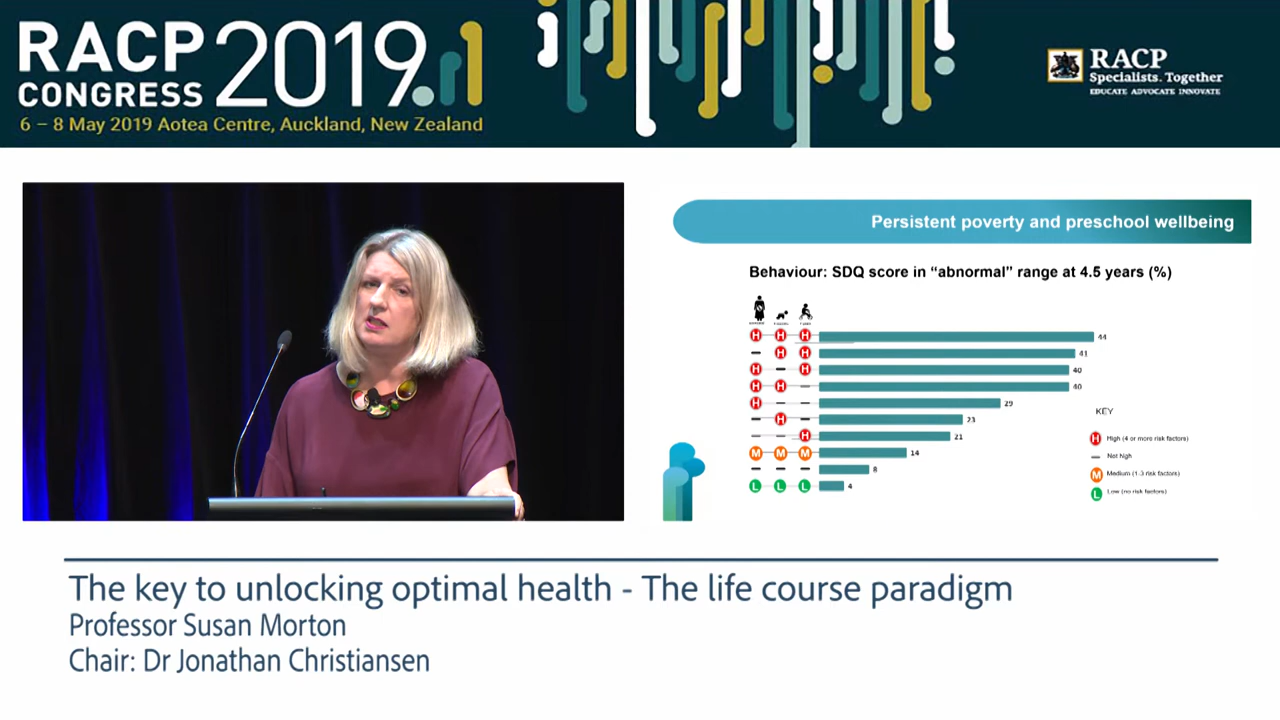 RACP
CONGRESS
2019
6 – 8 May 2019 Aotea Centre, Auckland, New Zealand
RACP
Specialists. Together
EDUCATE ADVOCATE INNOVATE
Persistent poverty and preschool wellbeing
Behaviour: SDQ score in “abnormal” range at 4.5 years (%)
H H H 44
– H H 41
H – H 40
H H – 40
H – – 29
– H – 23
– – H 21
M M M 14
– – – 8
L L L 4
KEY
H High (4 or more risk factors)
– Not high
M Medium (1-3 risk factors)
L Low (no risk factors)
The key to unlocking optimal health - The life course paradigm
Professor Susan Morton
Chair: Dr Jonathan Christiansen